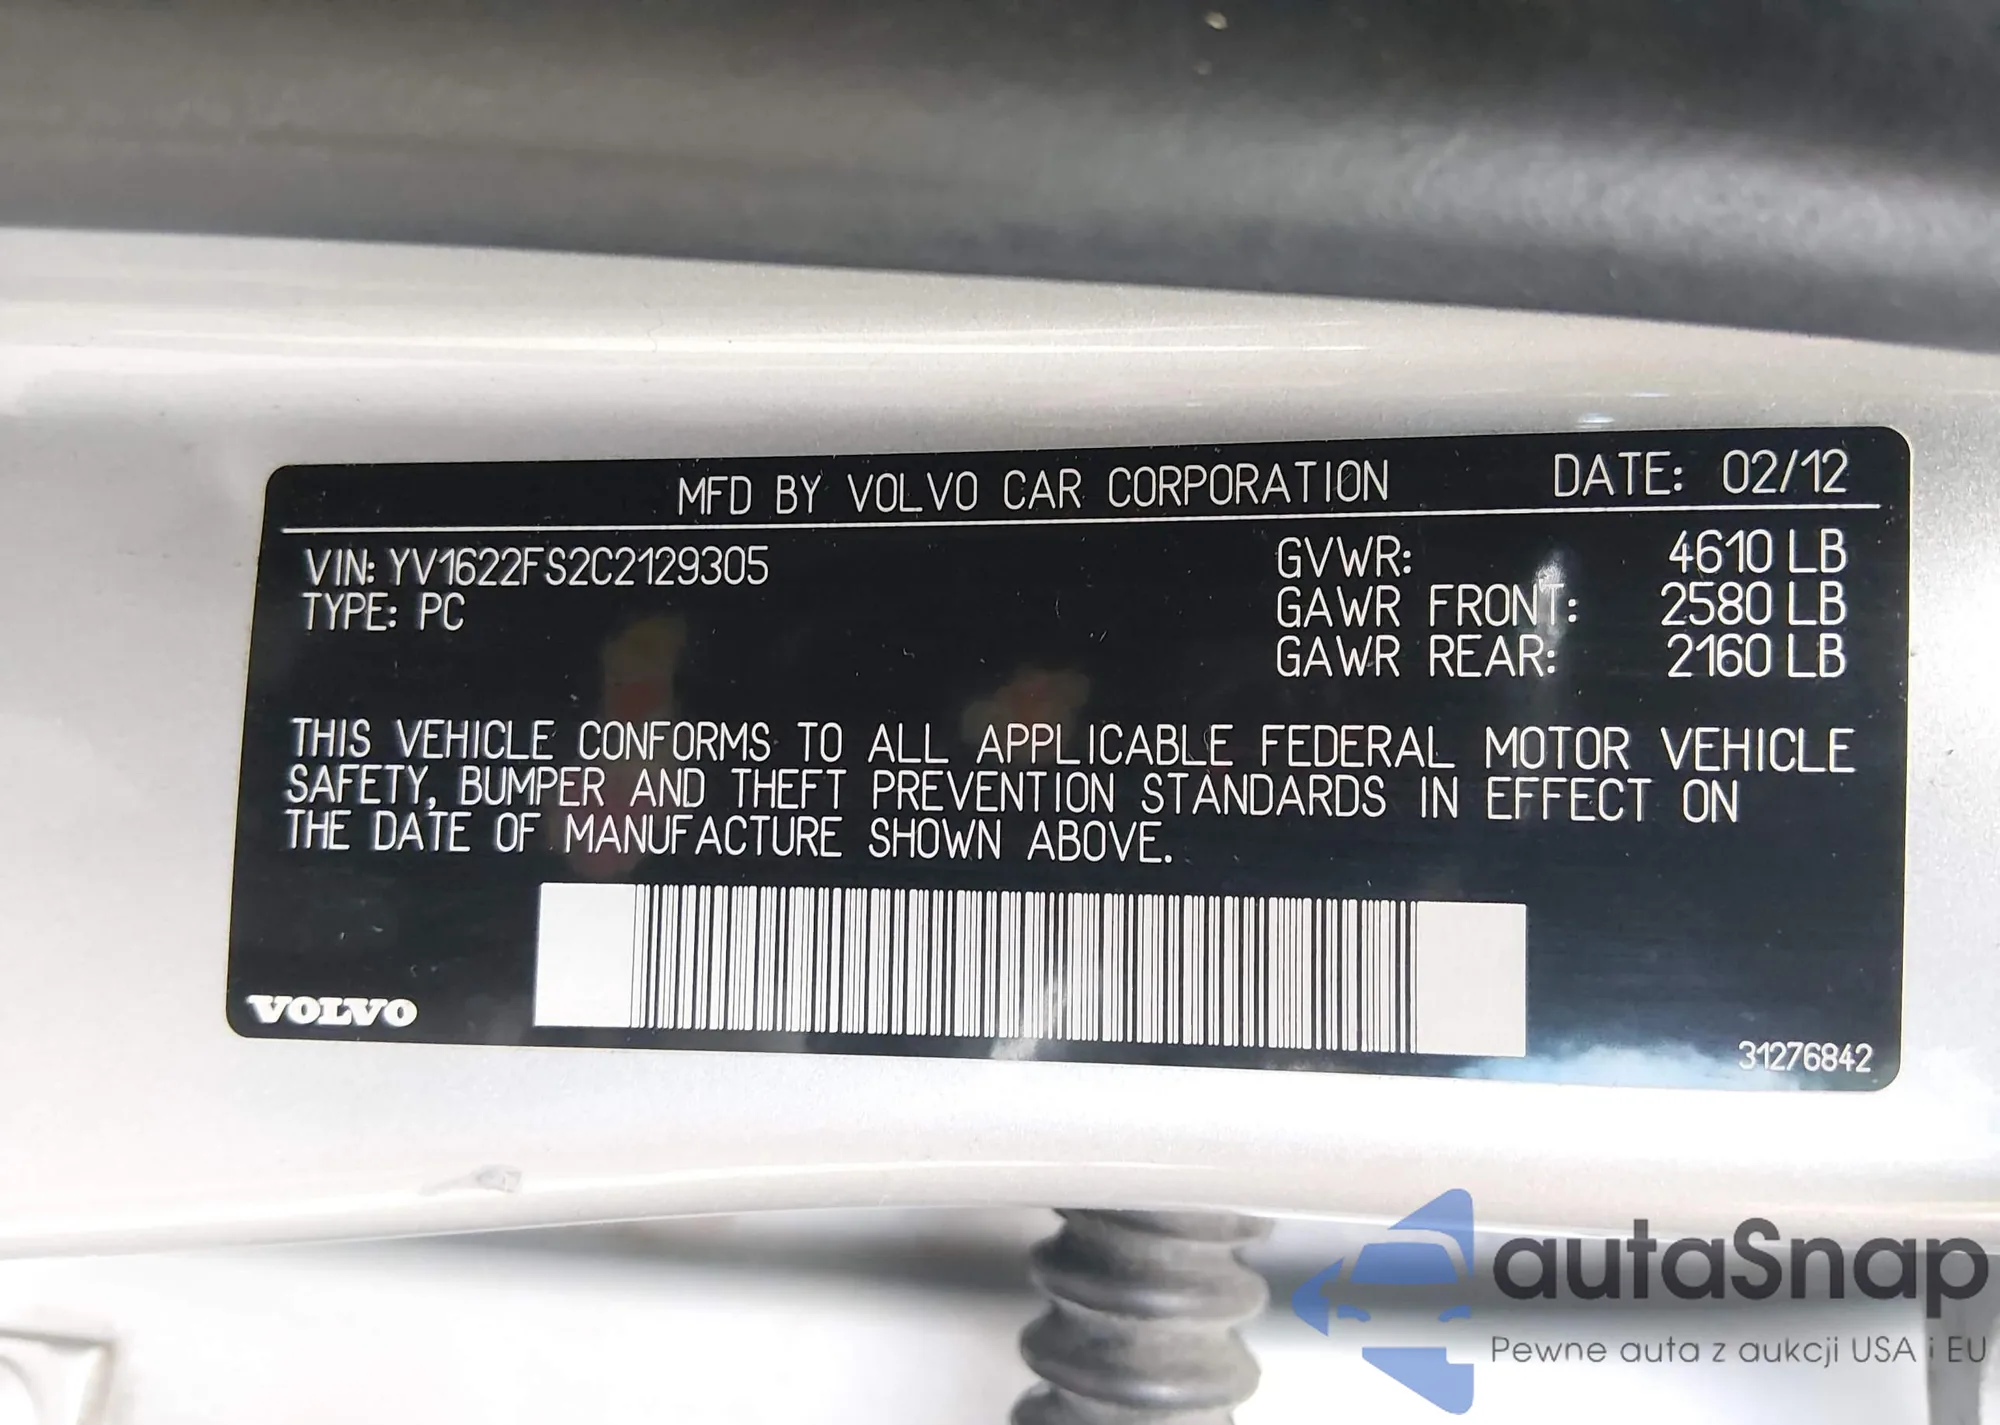 MFD BY VOLVO CAR CORPORATION DATE: 02/12
VIN: YV1622FS2C2129305 GVWR: 4610 LB
TYPE: PC GAWR FRONT: 2580 LB
GAWR REAR: 2160 LB
THIS VEHICLE CONFORMS TO ALL APPLICABLE FEDERAL MOTOR VEHICLE
SAFETY, BUMPER AND THEFT PREVENTION STANDARDS IN EFFECT ON
THE DATE OF MANUFACTURE SHOWN ABOVE.
VOLVO
31276842
autaSnap
Pewne auta z aukcji USA i EU